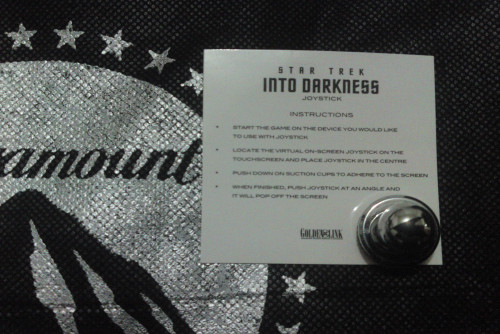 STAR TREK
INTO DARKNESS
JOYSTICK
INSTRUCTIONS
START THE GAME ON THE DEVICE YOU WOULD LIKE
TO USE WITH JOYSTICK
LOCATE THE VIRTUAL ON-SCREEN JOYSTICK ON THE
TOUCHSCREEN AND PLACE JOYSTICK IN THE CENTRE
PUSH DOWN ON SUCTION CUPS TO ADHERE TO THE SCREEN
WHEN FINISHED, PUSH JOYSTICK AT AN ANGLE AND
IT WILL POP OFF THE SCREEN
GOLDEN LINK
ramount